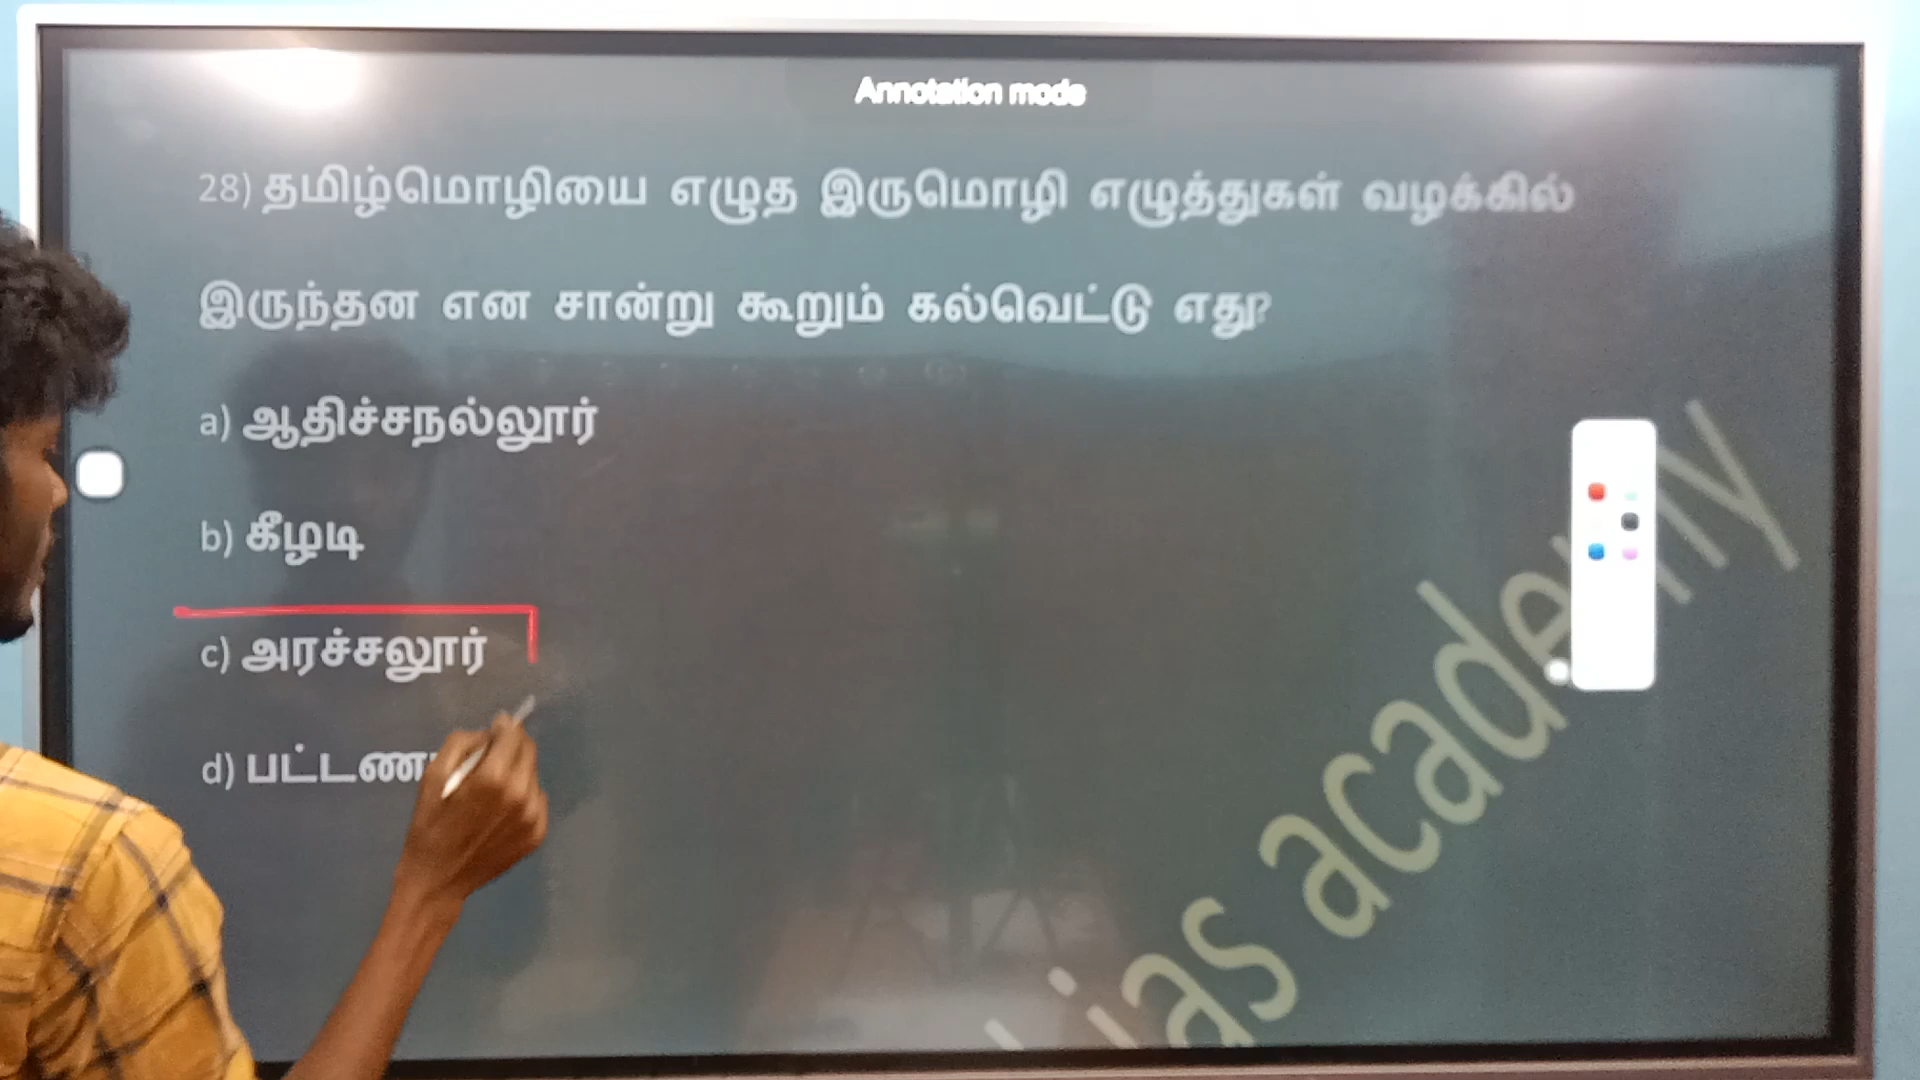 Annotation mode
28) தமிழ்மொழியை எழுத இருமொழி எழுத்துகள் வழக்கில்
இருந்தன என சான்று கூறும் கல்வெட்டு எது?
a) ஆதிச்சநல்லூர்
b) கீழடி
c) அரச்சலூர்
d)
ias academy